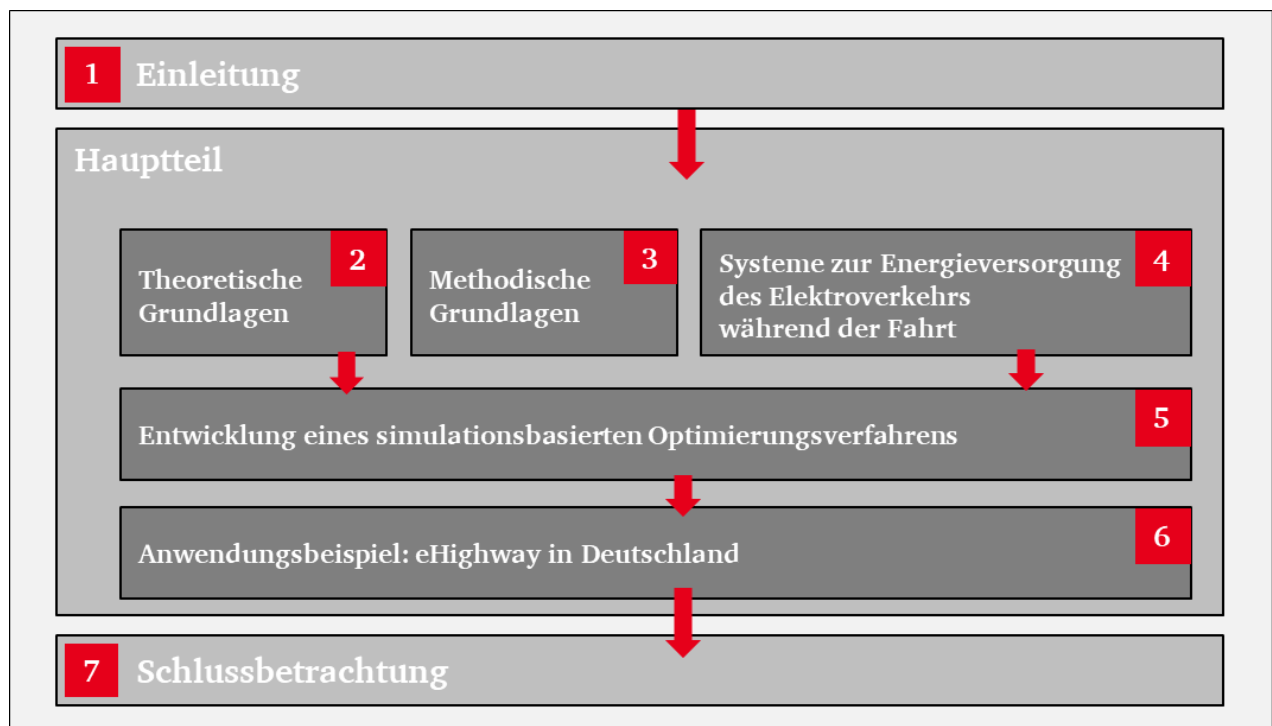 1 Einleitung
Hauptteil
2
Theoretische
Grundlagen
3
Methodische
Grundlagen
4
Systeme zur Energieversorgung
des Elektroverkehrs
während der Fahrt
5
Entwicklung eines simulationsbasierten Optimierungsverfahrens
6
Anwendungsbeispiel: eHighway in Deutschland
7 Schlussbetrachtung